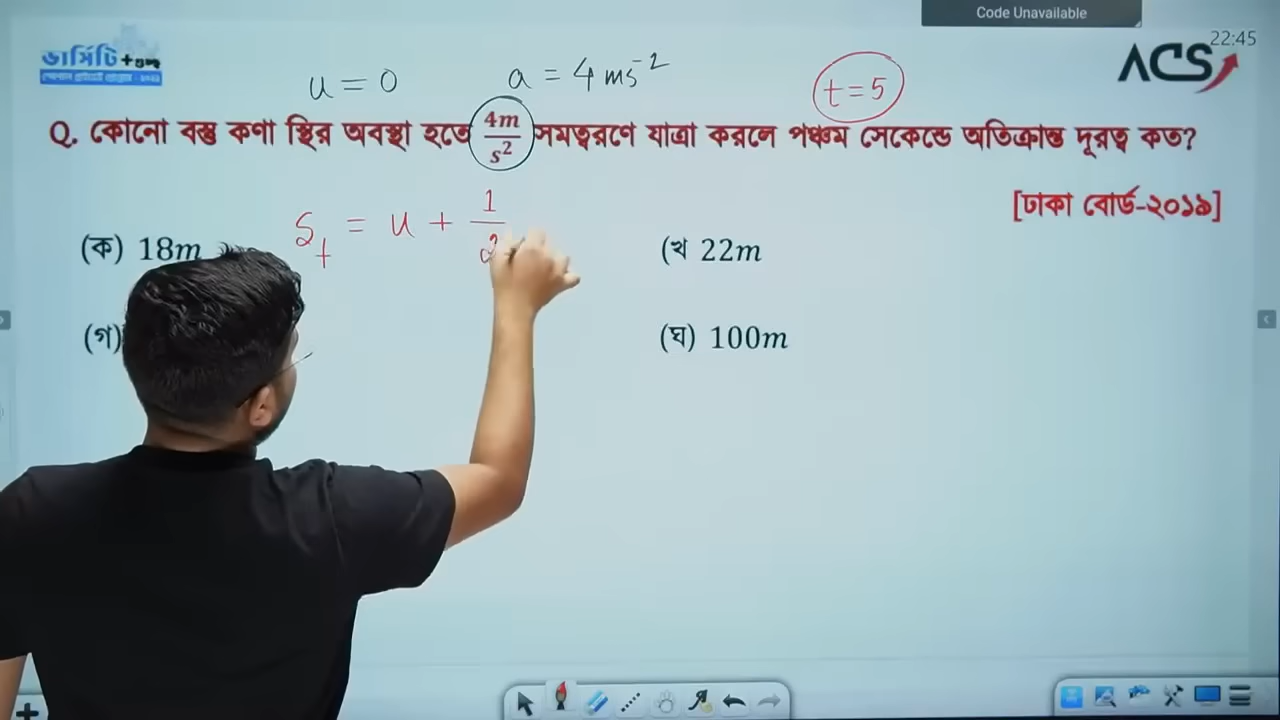 Code Unavailable
22:45
ভার্সিটি+গুচ্ছ
ACS
u = 0 a = 4 ms⁻² t = 5
Q. কোনো বস্তু কণা স্থির অবস্থা হতে 4m/s² সমত্বরণে যাত্রা করলে পঞ্চম সেকেন্ডে অতিক্রান্ত দূরত্ব কত?
[ঢাকা বোর্ড-২০১৯]
S_t = u + 1/2
(ক) 18m (খ) 22m
(গ) (ঘ) 100m